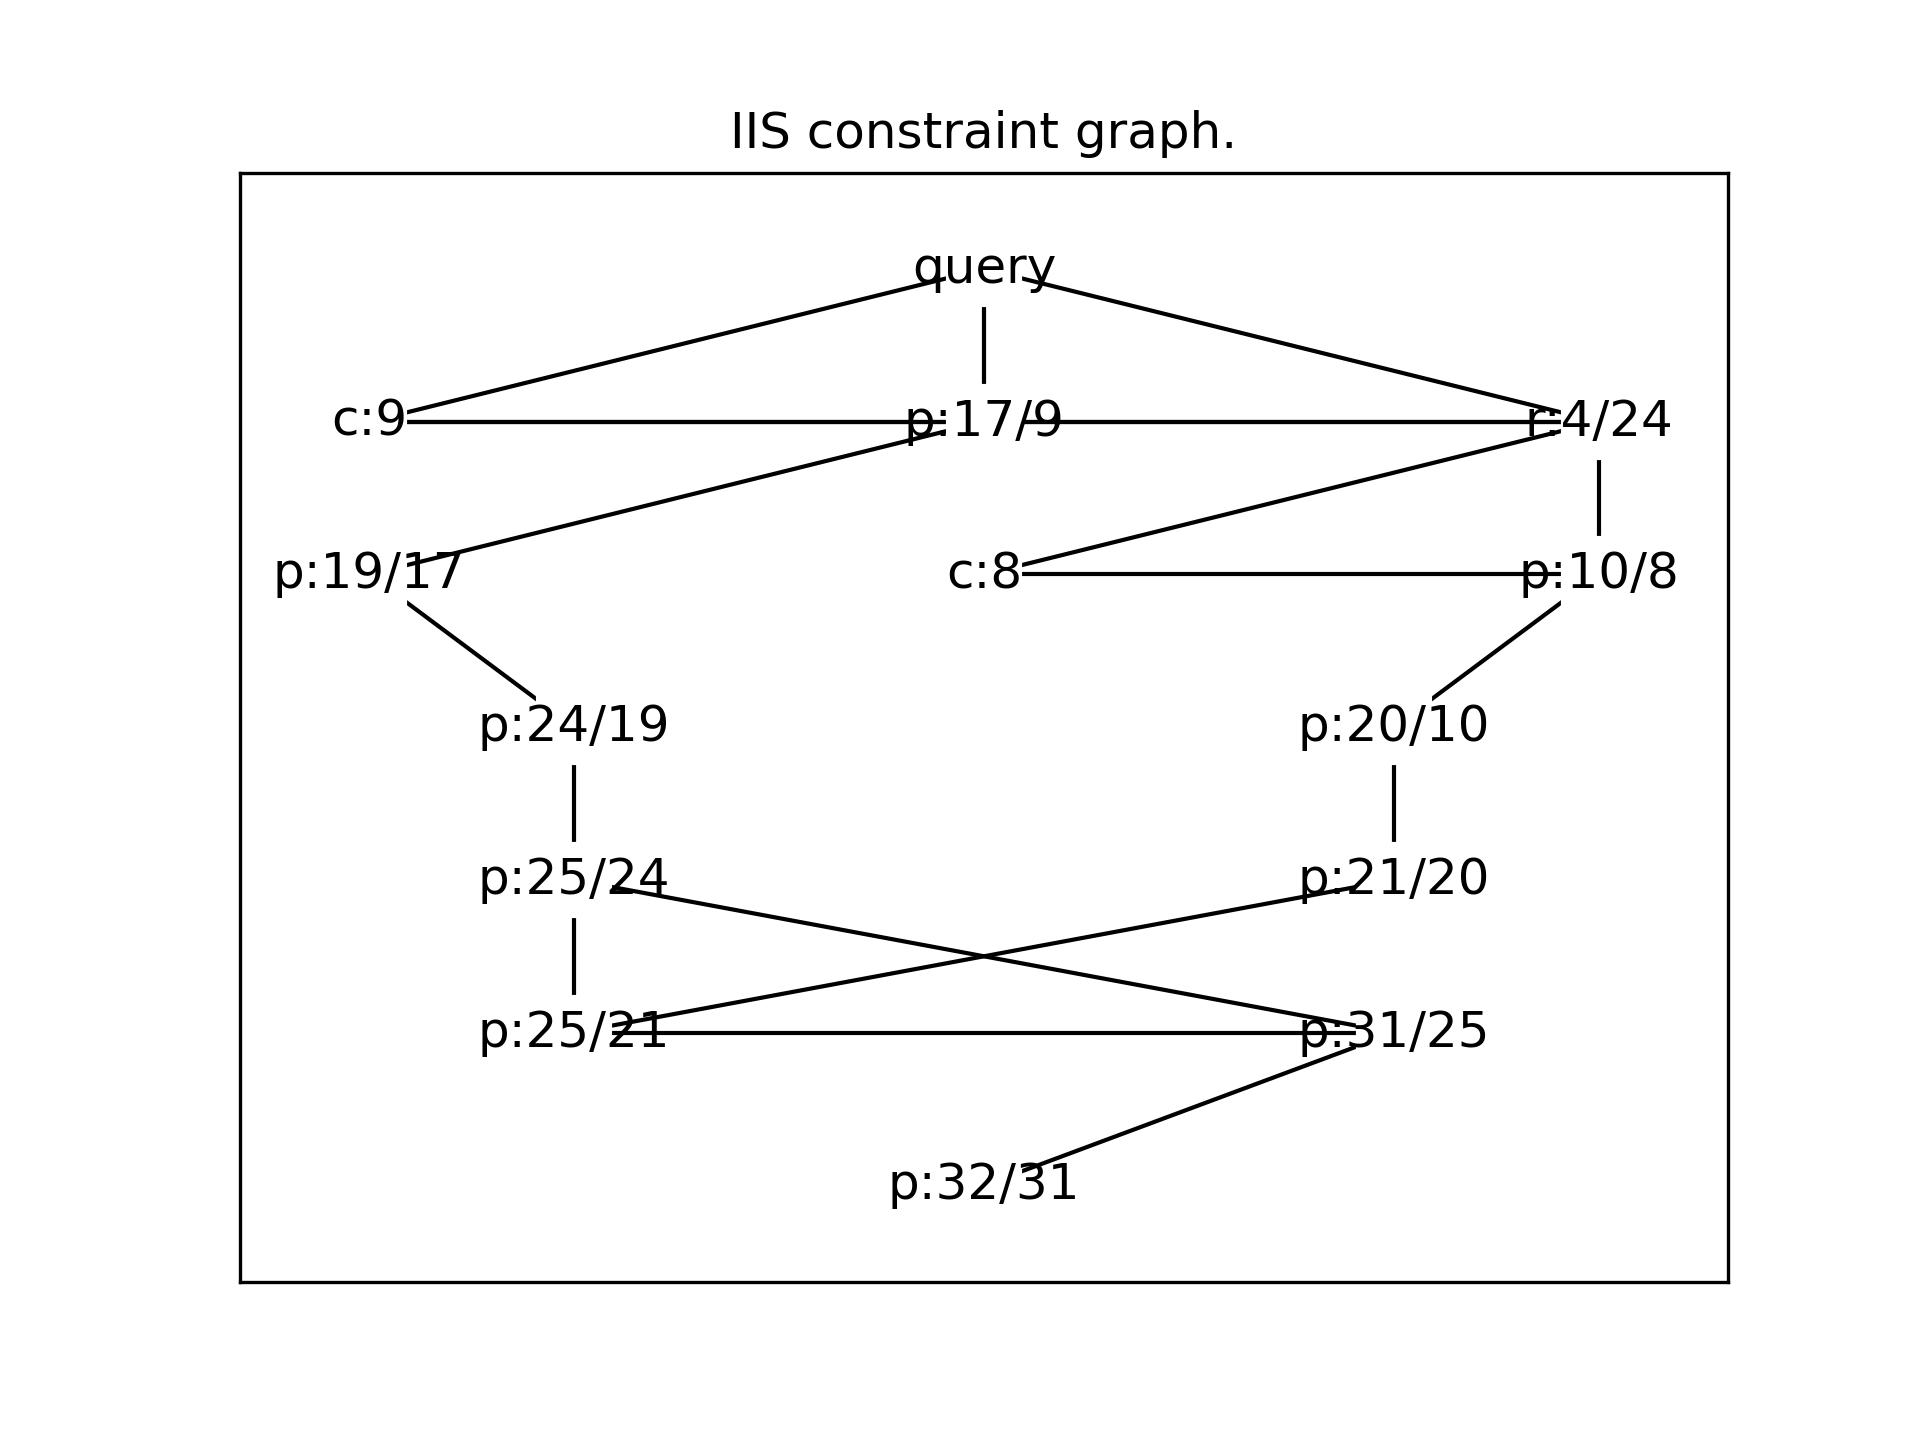 IIS constraint graph.
query
c:9 p:17/9 r:4/24
p:19/17 c:8 p:10/8
p:24/19 p:20/10
p:25/24 p:21/20
p:25/21 p:31/25
p:32/31